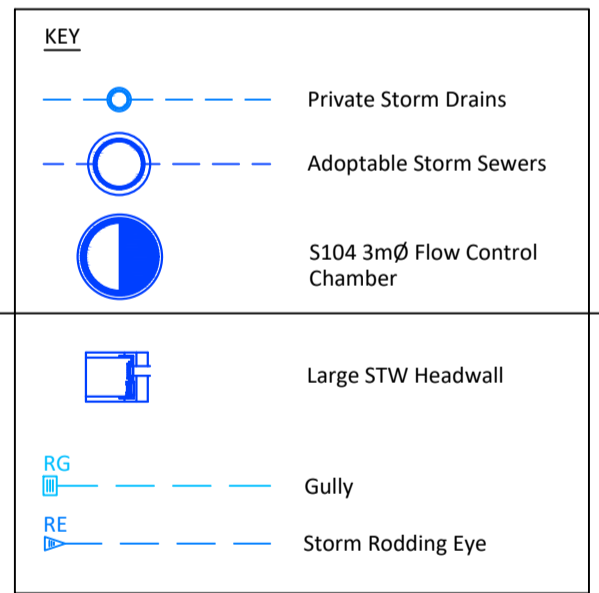 KEY
Private Storm Drains
Adoptable Storm Sewers
S104 3mØ Flow Control
Chamber
Large STW Headwall
RG
Gully
RE
Storm Rodding Eye